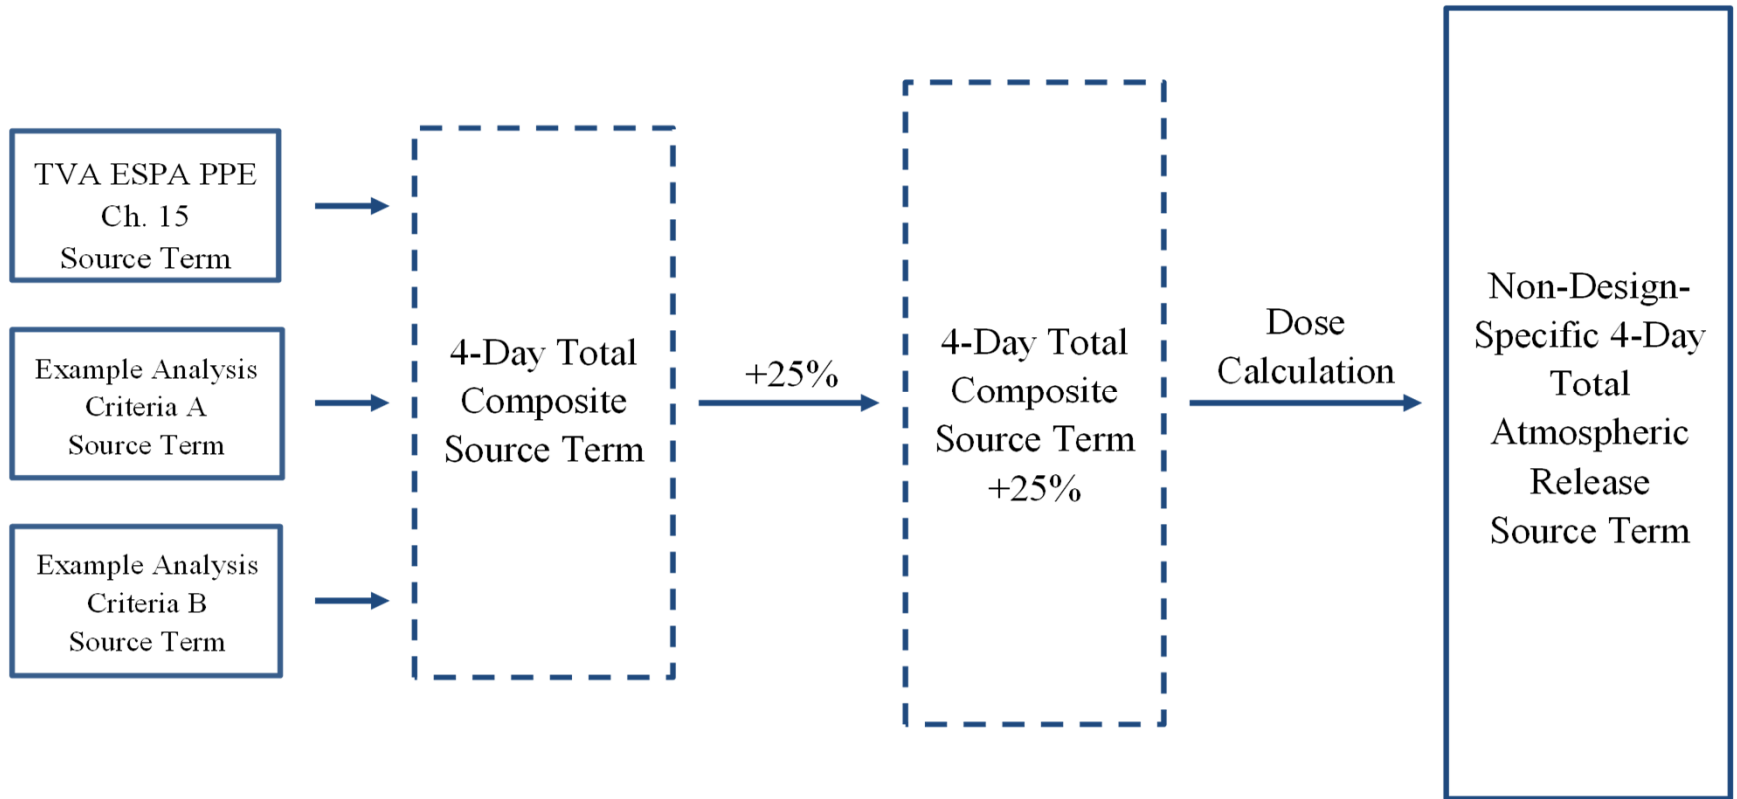 TVA ESPA PPE
Ch. 15
Source Term
Example Analysis
Criteria A
Source Term
Example Analysis
Criteria B
Source Term
4-Day Total
Composite
Source Term
+25%
4-Day Total
Composite
Source Term
+25%
Dose
Calculation
Non-Design-
Specific 4-Day
Total
Atmospheric
Release
Source Term